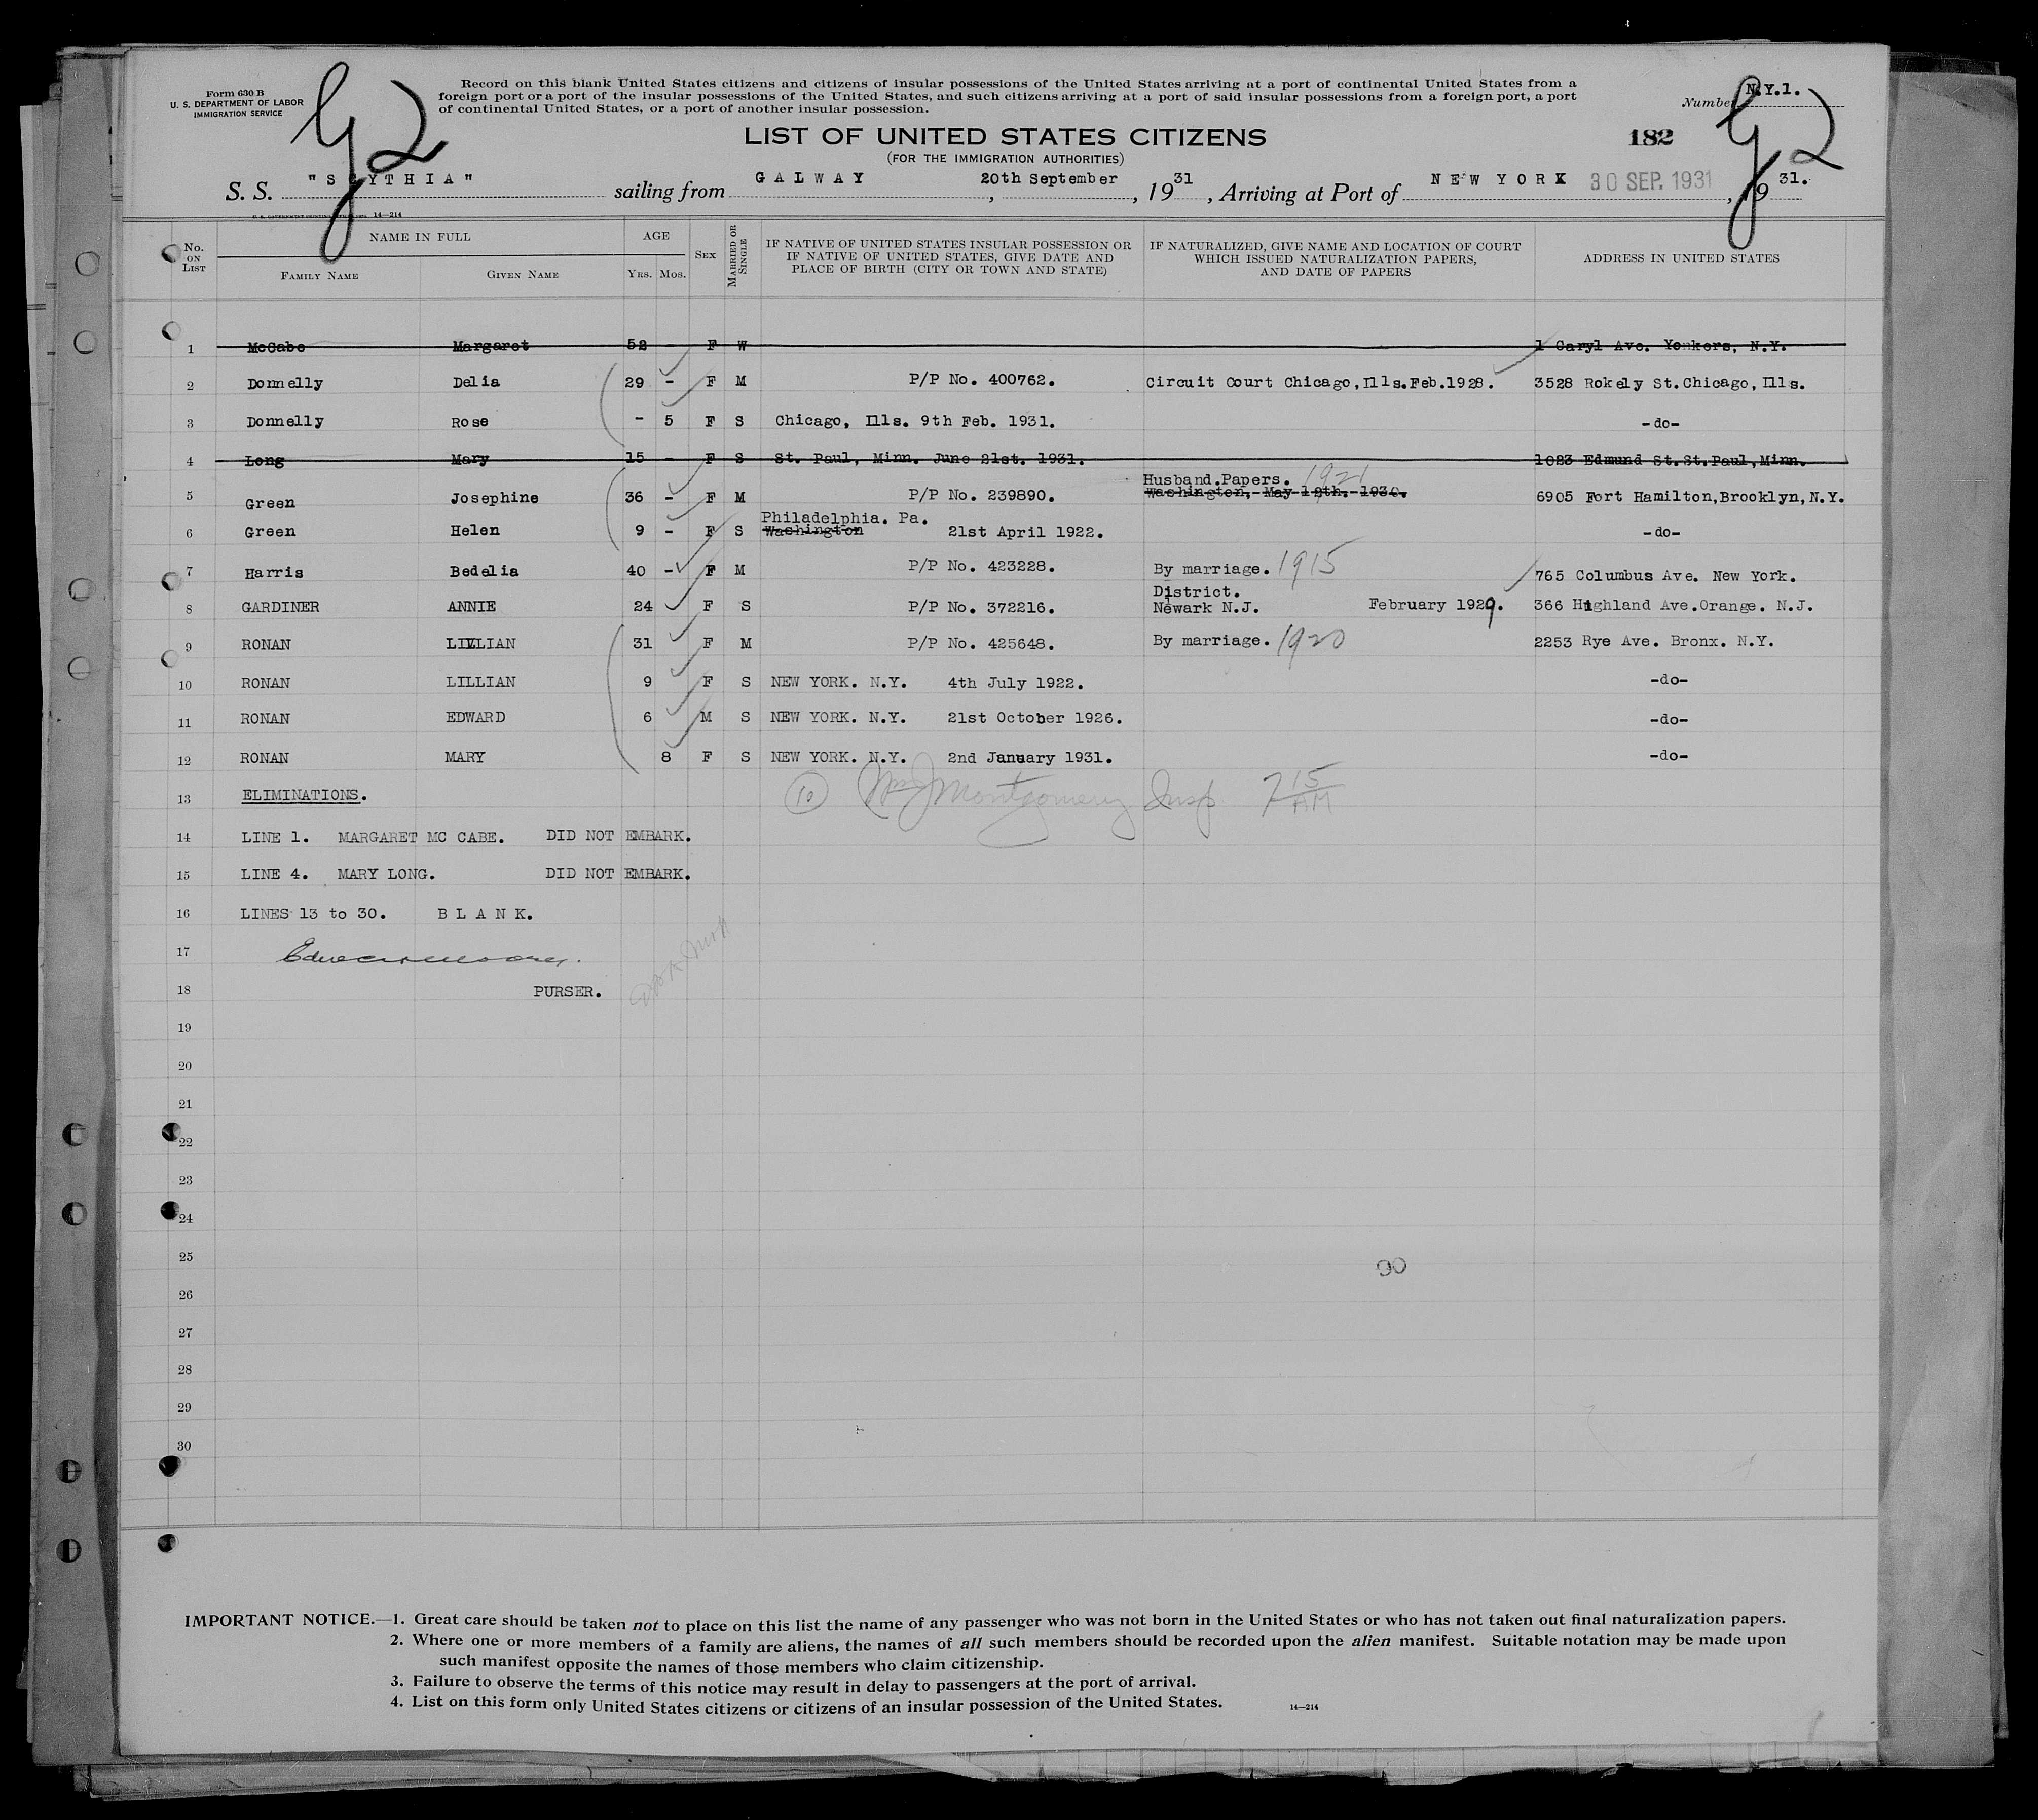 Form 630 B
U. S. DEPARTMENT OF LABOR
IMMIGRATION SERVICE
G2
Record on this blank United States citizens and citizens of insular possessions of the United States arriving at a port of continental United States from a
foreign port or a port of the insular possessions of the United States, and such citizens arriving at a port of said insular possessions from a foreign port, a port
of continental United States, or a port of another insular possession.
Number N.Y.1.
G2
LIST OF UNITED STATES CITIZENS
182
(FOR THE IMMIGRATION AUTHORITIES)
S. S. "SCYTHIA" sailing from GALWAY, 20th September, 1931, Arriving at Port of NEW YORK 30 SEP. 1931, 1931.
14—214
No. ON LIST
NAME IN FULL
FAMILY NAME
GIVEN NAME
AGE
YRS. MOS.
SEX
MARRIED OR SINGLE
IF NATIVE OF UNITED STATES INSULAR POSSESSION OR
IF NATIVE OF UNITED STATES, GIVE DATE AND
PLACE OF BIRTH (CITY OR TOWN AND STATE)
IF NATURALIZED, GIVE NAME AND LOCATION OF COURT
WHICH ISSUED NATURALIZATION PAPERS,
AND DATE OF PAPERS
ADDRESS IN UNITED STATES
1 McCabe Margaret 52 - F W 1 Caryl Ave. Yonkers, N.Y.
2 Donnelly Delia 29 - F M P/P No. 400762. Circuit Court Chicago,Ills.Feb.1928. 3528 Rokely St.Chicago,Ills.
3 Donnelly Rose - 5 F S Chicago, Ills. 9th Feb. 1931. -do-
4 Long Mary 15 - F S St. Paul, Minn. June 21st. 1931. 1023 Edmund St.St.Paul,Minn.
Husband.Papers. 1921
5 Green Josephine 36 - F M P/P No. 239890. Washington, May 12th. 1930. 6905 Fort Hamilton,Brooklyn,N.Y.
Philadelphia. Pa.
6 Green Helen 9 - F S Washington 21st April 1922. -do-
7 Harris Bedelia 40 - F M P/P No. 423228. By marriage. 1915 765 Columbus Ave. New York.
District.
8 GARDINER ANNIE 24 F S P/P No. 372216. Newark N.J. February 1929. 366 Highland Ave.Orange. N.J.
9 RONAN LILLIAN 31 F M P/P No. 425648. By marriage. 1920 2253 Rye Ave. Bronx. N.Y.
10 RONAN LILLIAN 9 F S NEW YORK. N.Y. 4th July 1922. -do-
11 RONAN EDWARD 6 M S NEW YORK. N.Y. 21st October 1926. -do-
12 RONAN MARY 8 F S NEW YORK. N.Y. 2nd January 1931. -do-
13 ELIMINATIONS.
10 Wm J Montgomery Insp 7 15 AM
14 LINE 1. MARGARET MC CABE. DID NOT EMBARK.
15 LINE 4. MARY LONG. DID NOT EMBARK.
16 LINES 13 to 30. B L A N K.
17
18 PURSER.
19
20
21
22
23
24
25
90
26
27
28
29
30
IMPORTANT NOTICE.—1. Great care should be taken not to place on this list the name of any passenger who was not born in the United States or who has not taken out final naturalization papers.
2. Where one or more members of a family are aliens, the names of all such members should be recorded upon the alien manifest. Suitable notation may be made upon
such manifest opposite the names of those members who claim citizenship.
3. Failure to observe the terms of this notice may result in delay to passengers at the port of arrival.
4. List on this form only United States citizens or citizens of an insular possession of the United States.
14—214